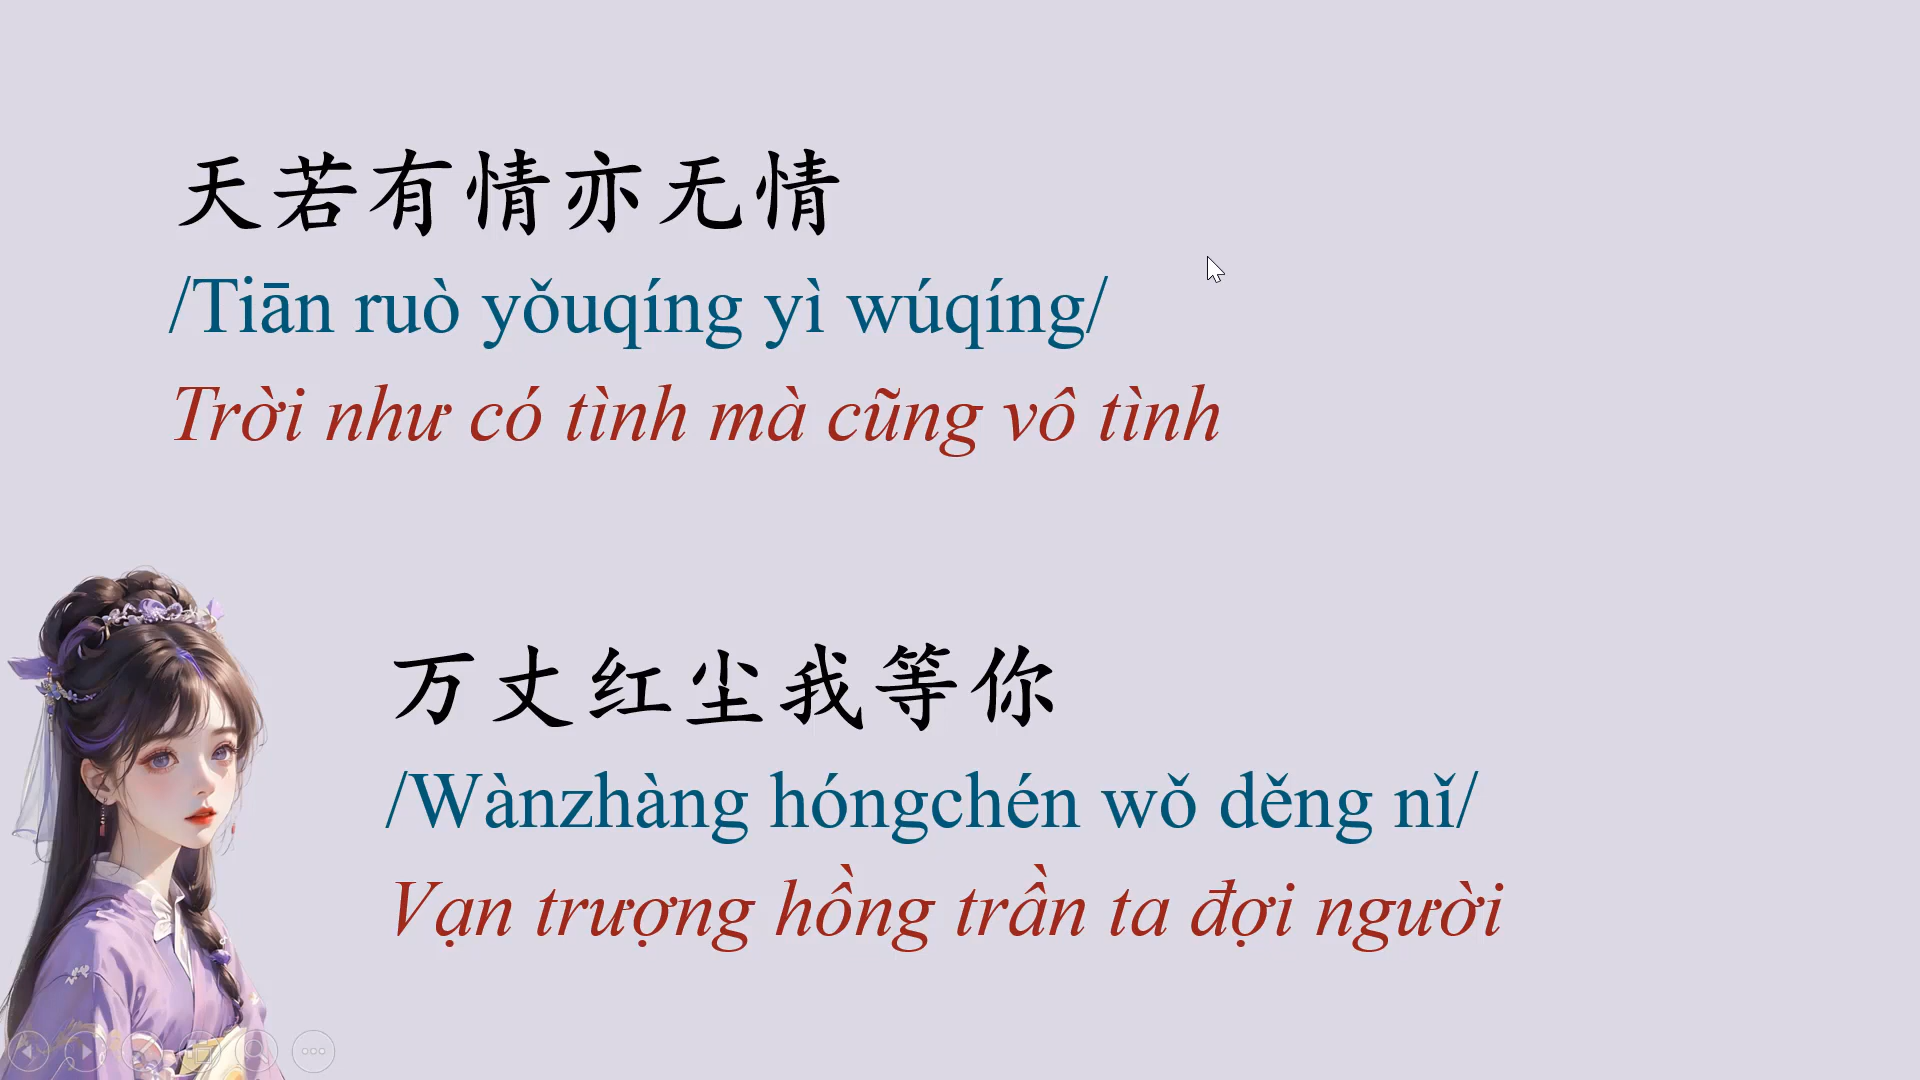 天若有情亦无情
/Tiān ruò yǒuqíng yì wúqíng/
Trời như có tình mà cũng vô tình
万丈红尘我等你
/Wànzhàng hóngchén wǒ děng nǐ/
Vạn trượng hồng trần ta đợi người